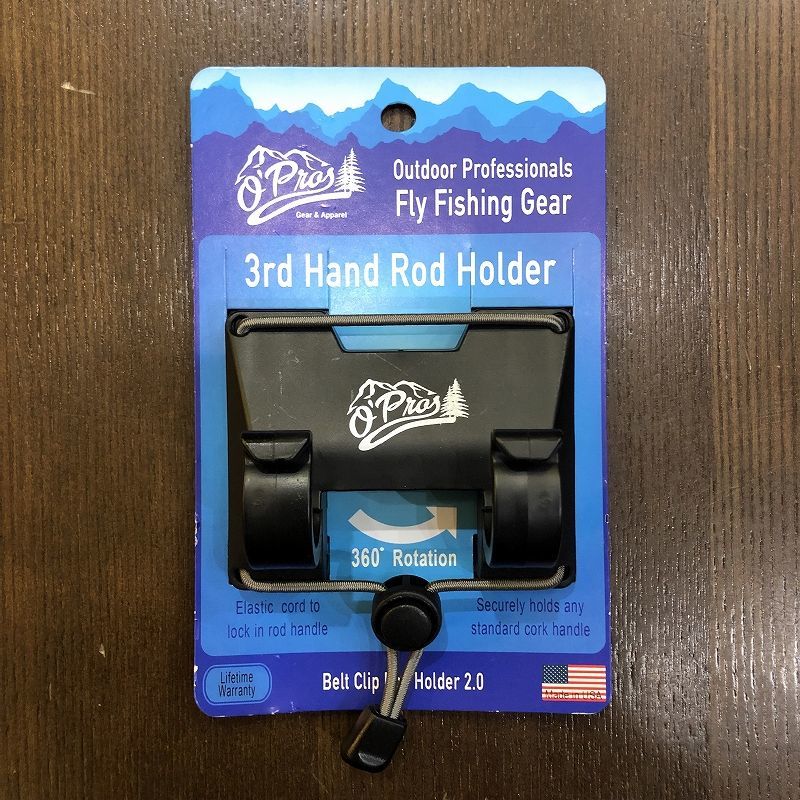 O'Pros
Gear & Apparel
Outdoor Professionals
Fly Fishing Gear
3rd Hand Rod Holder
O'Pros
360° Rotation
Elastic cord to
lock in rod handle
Securely holds any
standard cork handle
Lifetime
Warranty
Belt Clip Holder 2.0
Made in USA